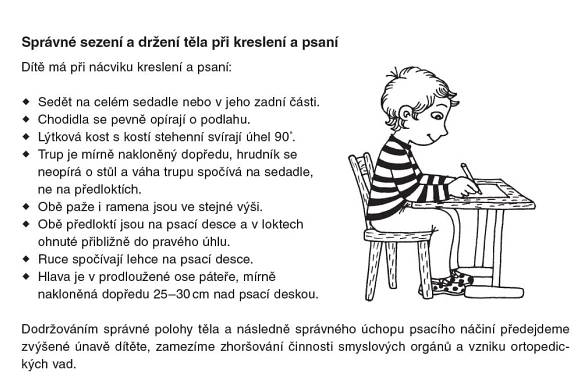 Správné sezení a držení těla při kreslení a psaní
Dítě má při nácviku kreslení a psaní:
◆ Sedět na celém sedadle nebo v jeho zadní části.
◆ Chodidla se pevně opírají o podlahu.
◆ Lýtková kost s kostí stehenní svírají úhel 90°.
◆ Trup je mírně nakloněný dopředu, hrudník se
neopírá o stůl a váha trupu spočívá na sedadle,
ne na předloktích.
◆ Obě paže i ramena jsou ve stejné výši.
◆ Obě předloktí jsou na psací desce a v loktech
ohnuté přibližně do pravého úhlu.
◆ Ruce spočívají lehce na psací desce.
◆ Hlava je v prodloužené ose páteře, mírně
nakloněná dopředu 25–30 cm nad psací deskou.
Dodržováním správné polohy těla a následně správného úchopu psacího náčiní předejdeme
zvýšené únavě dítěte, zamezíme zhoršování činnosti smyslových orgánů a vzniku ortopedic-
kých vad.